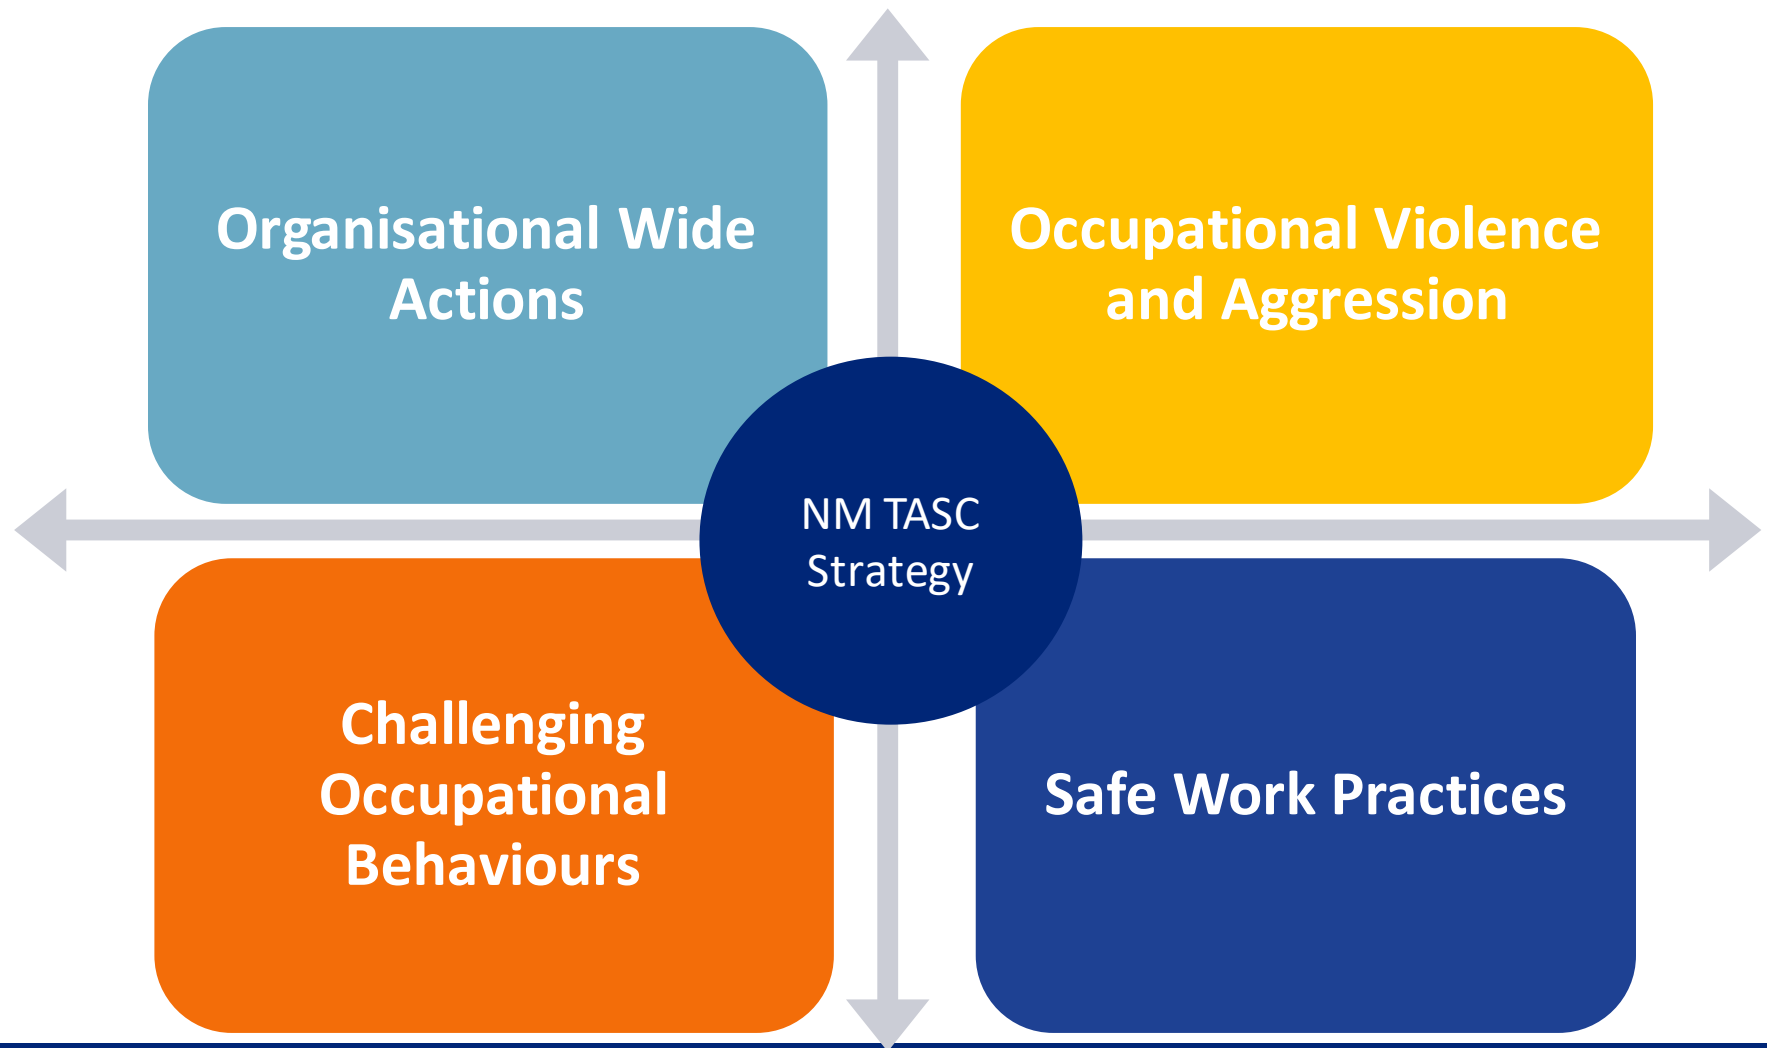 Organisational Wide
Actions
Occupational Violence
and Aggression
NM TASC
Strategy
Challenging
Occupational
Behaviours
Safe Work Practices